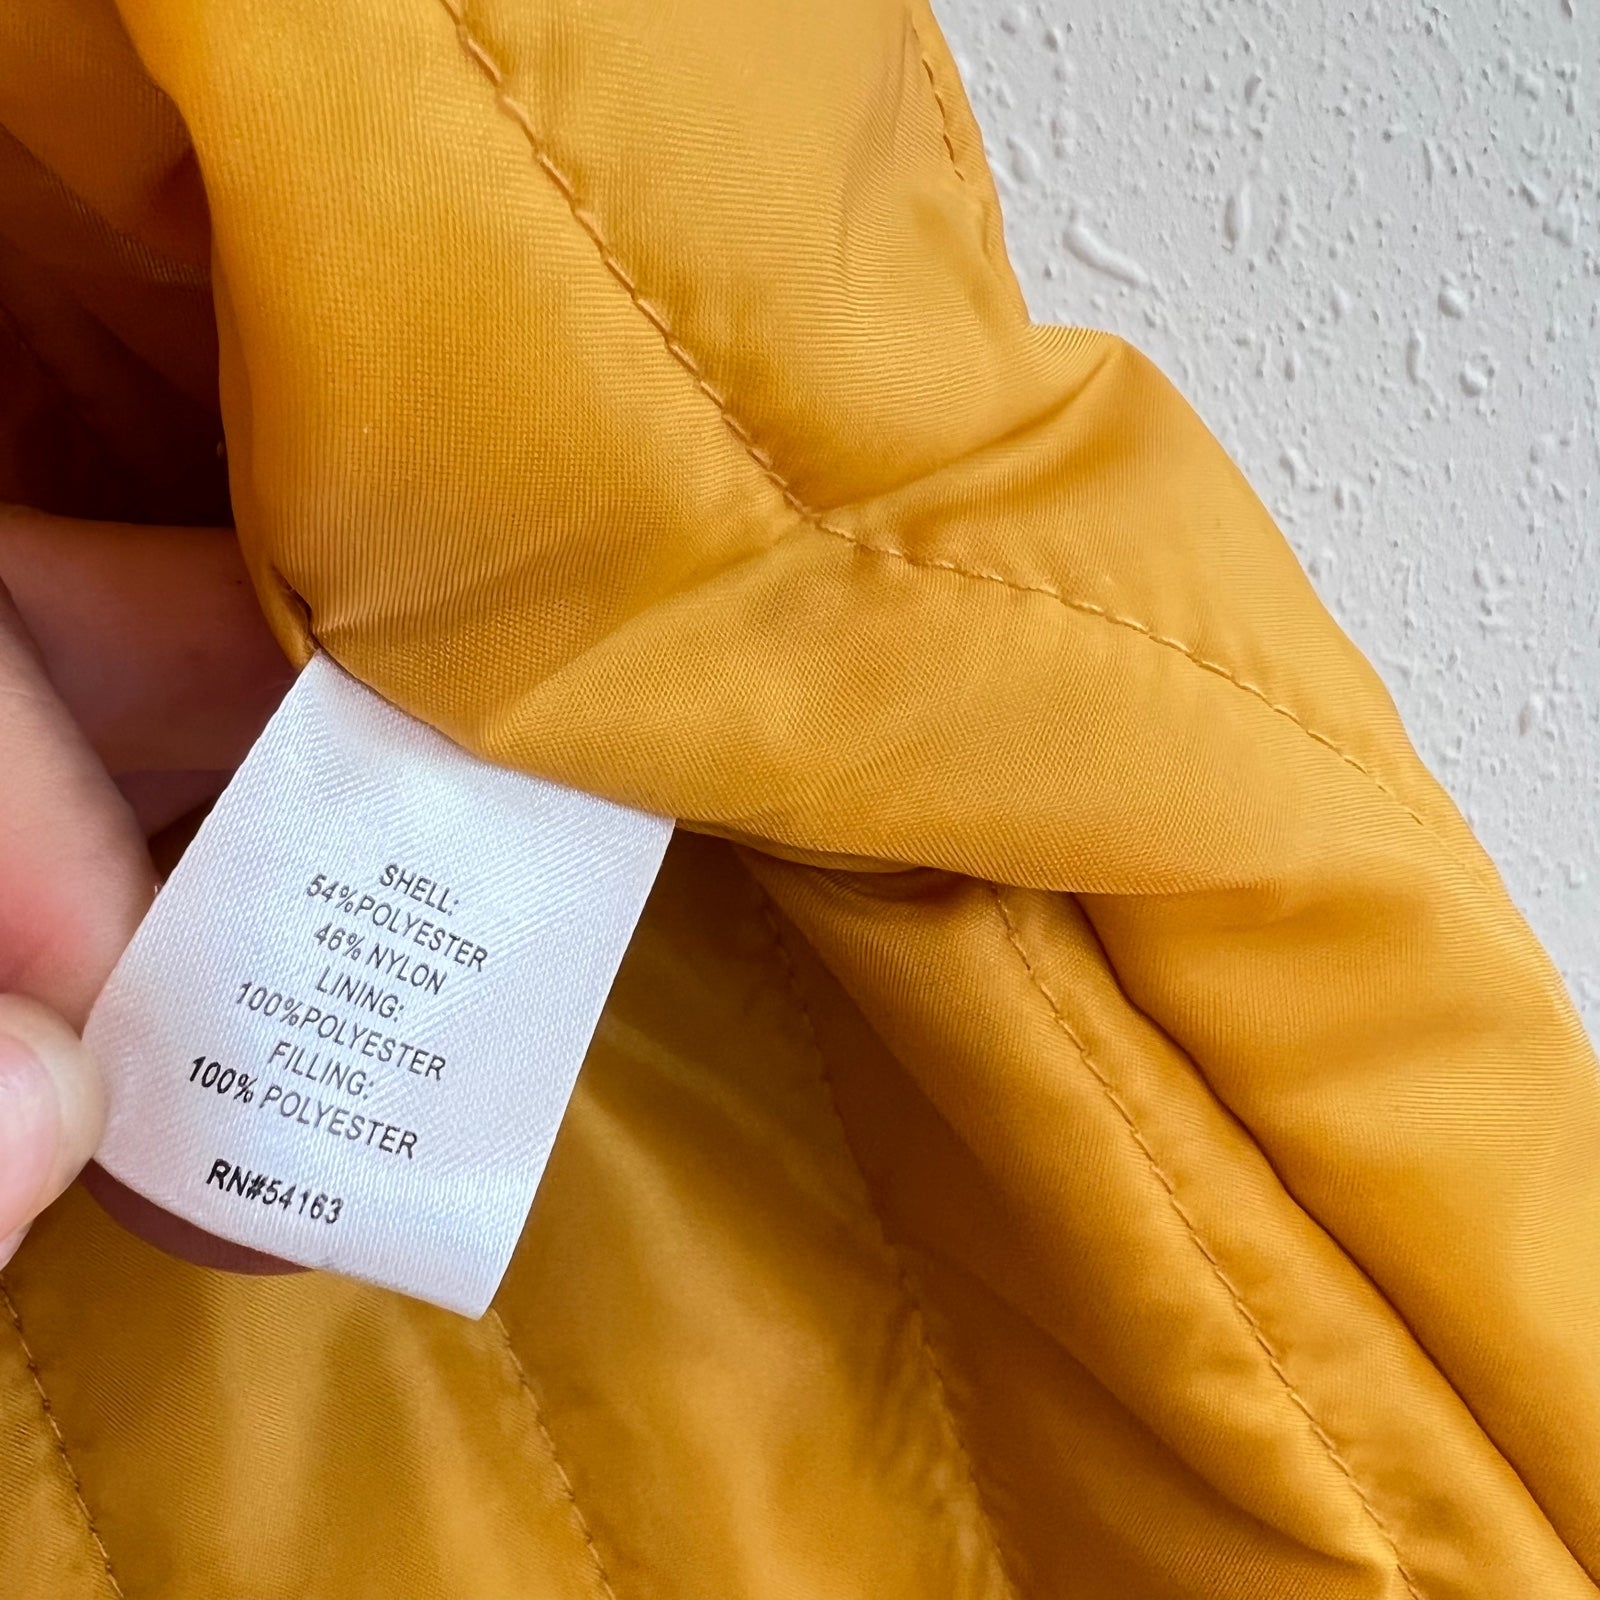 SHELL:
54%POLYESTER
46% NYLON
LINING:
100%POLYESTER
FILLING:
100% POLYESTER
RN#54163